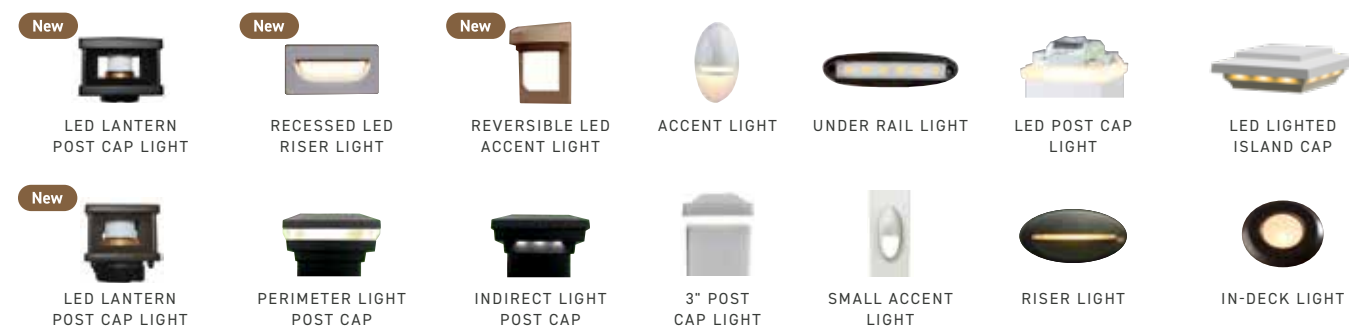 New
New
New
LED LANTERN
POST CAP LIGHT
RECESSED LED
RISER LIGHT
REVERSIBLE LED
ACCENT LIGHT
ACCENT LIGHT
UNDER RAIL LIGHT
LED POST CAP
LIGHT
LED LIGHTED
ISLAND CAP
New
LED LANTERN
POST CAP LIGHT
PERIMETER LIGHT
POST CAP
INDIRECT LIGHT
POST CAP
3" POST
CAP LIGHT
SMALL ACCENT
LIGHT
RISER LIGHT
IN-DECK LIGHT